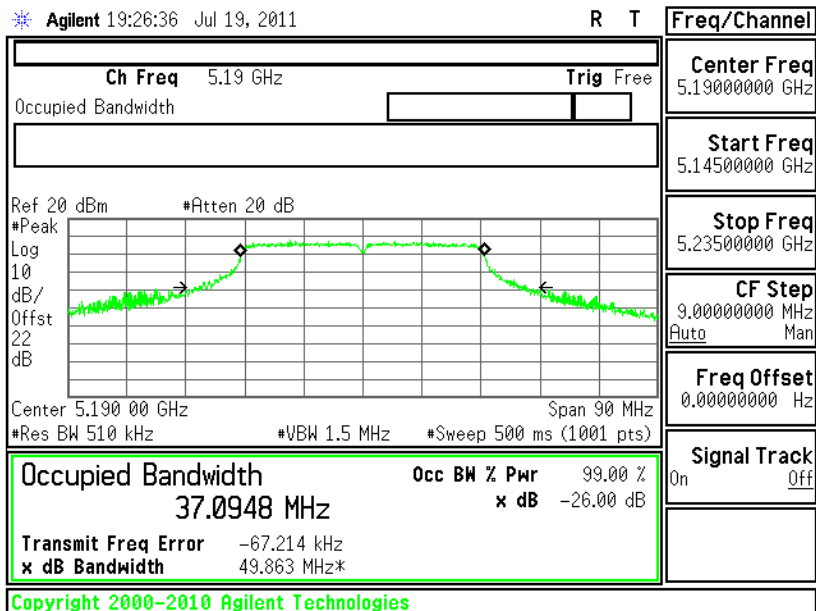 Agilent 19:26:36 Jul 19, 2011 R T
Freq/Channel
Ch Freq 5.19 GHz Trig Free
Occupied Bandwidth
Center Freq
5.19000000 GHz
Start Freq
5.14500000 GHz
Stop Freq
5.23500000 GHz
CF Step
9.00000000 MHz
Auto Man
Freq Offset
0.00000000 Hz
Signal Track
On Off
Ref 20 dBm #Atten 20 dB
#Peak
Log
10
dB/
Offst
22
dB
Center 5.190 00 GHz Span 90 MHz
#Res BW 510 kHz #VBW 1.5 MHz #Sweep 500 ms (1001 pts)
Occupied Bandwidth
37.0948 MHz
Occ BW % Pwr 99.00 %
x dB -26.00 dB
Transmit Freq Error -67.214 kHz
x dB Bandwidth 49.863 MHz*
Copyright 2000-2010 Agilent Technologies